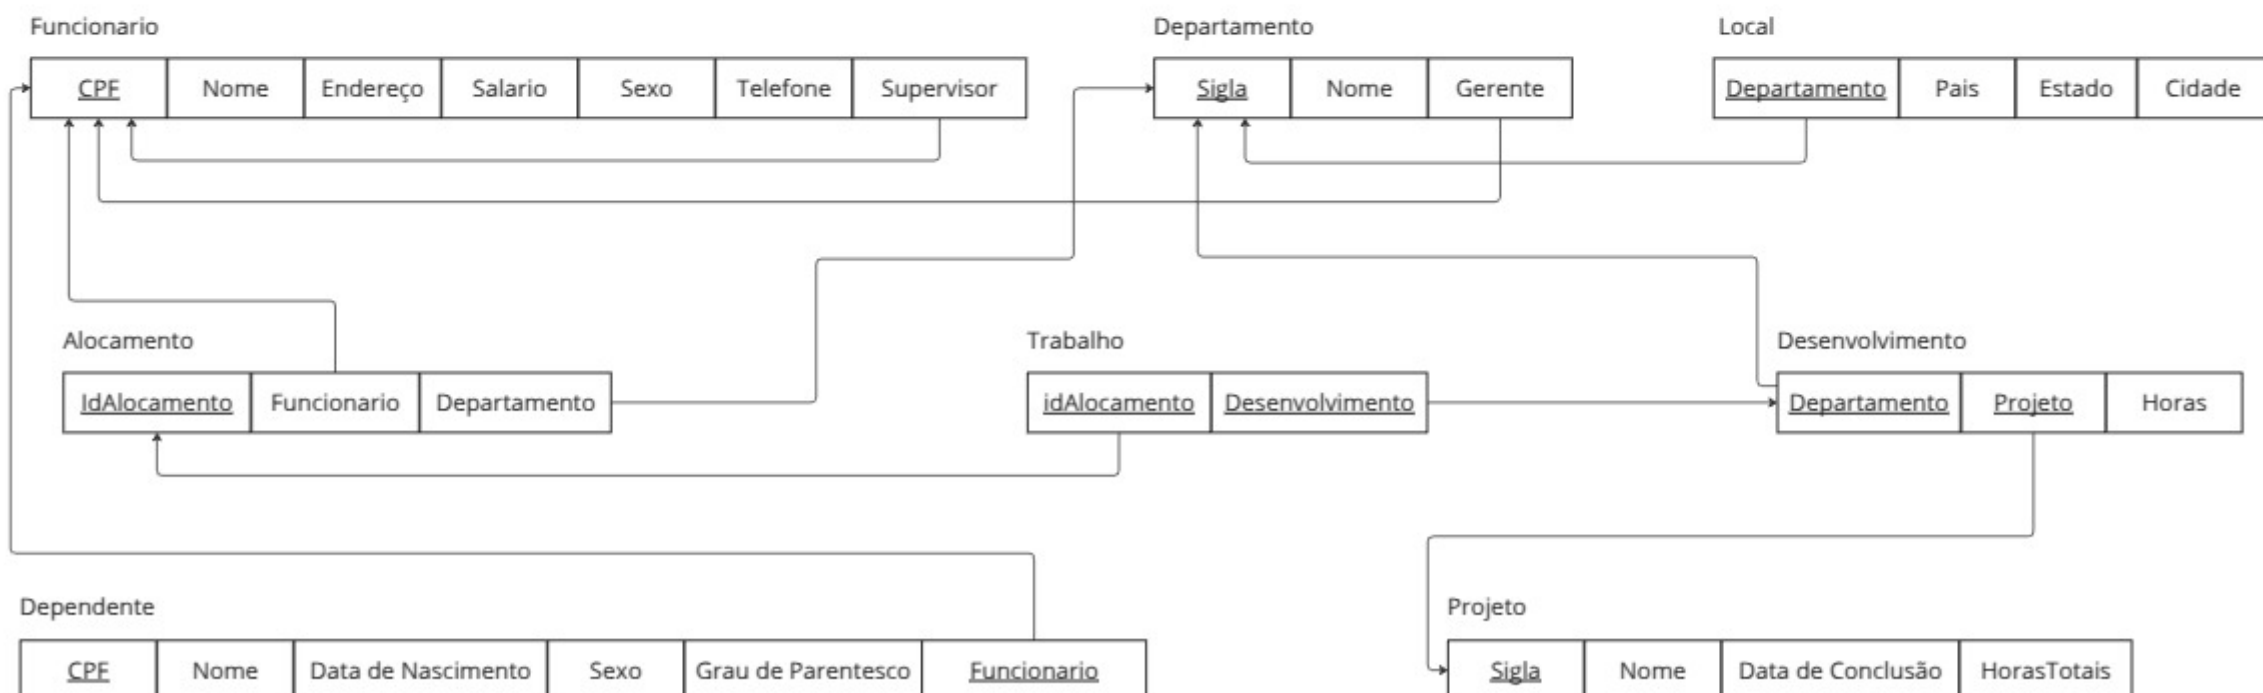 Funcionario
CPF Nome Endereço Salario Sexo Telefone Supervisor
Departamento
Sigla Nome Gerente
Local
Departamento Pais Estado Cidade
Alocamento
IdAlocamento Funcionario Departamento
Trabalho
idAlocamento Desenvolvimento
Desenvolvimento
Departamento Projeto Horas
Dependente
CPF Nome Data de Nascimento Sexo Grau de Parentesco Funcionario
Projeto
Sigla Nome Data de Conclusão HorasTotais